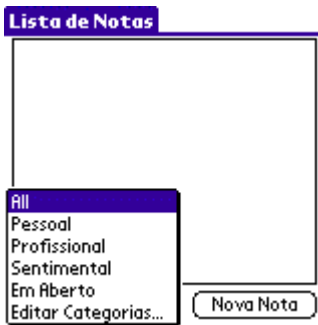 Lista de Notas
All
Pessoal
Profissional
Sentimental
Em Aberto
Editar Categorias...
Nova Nota